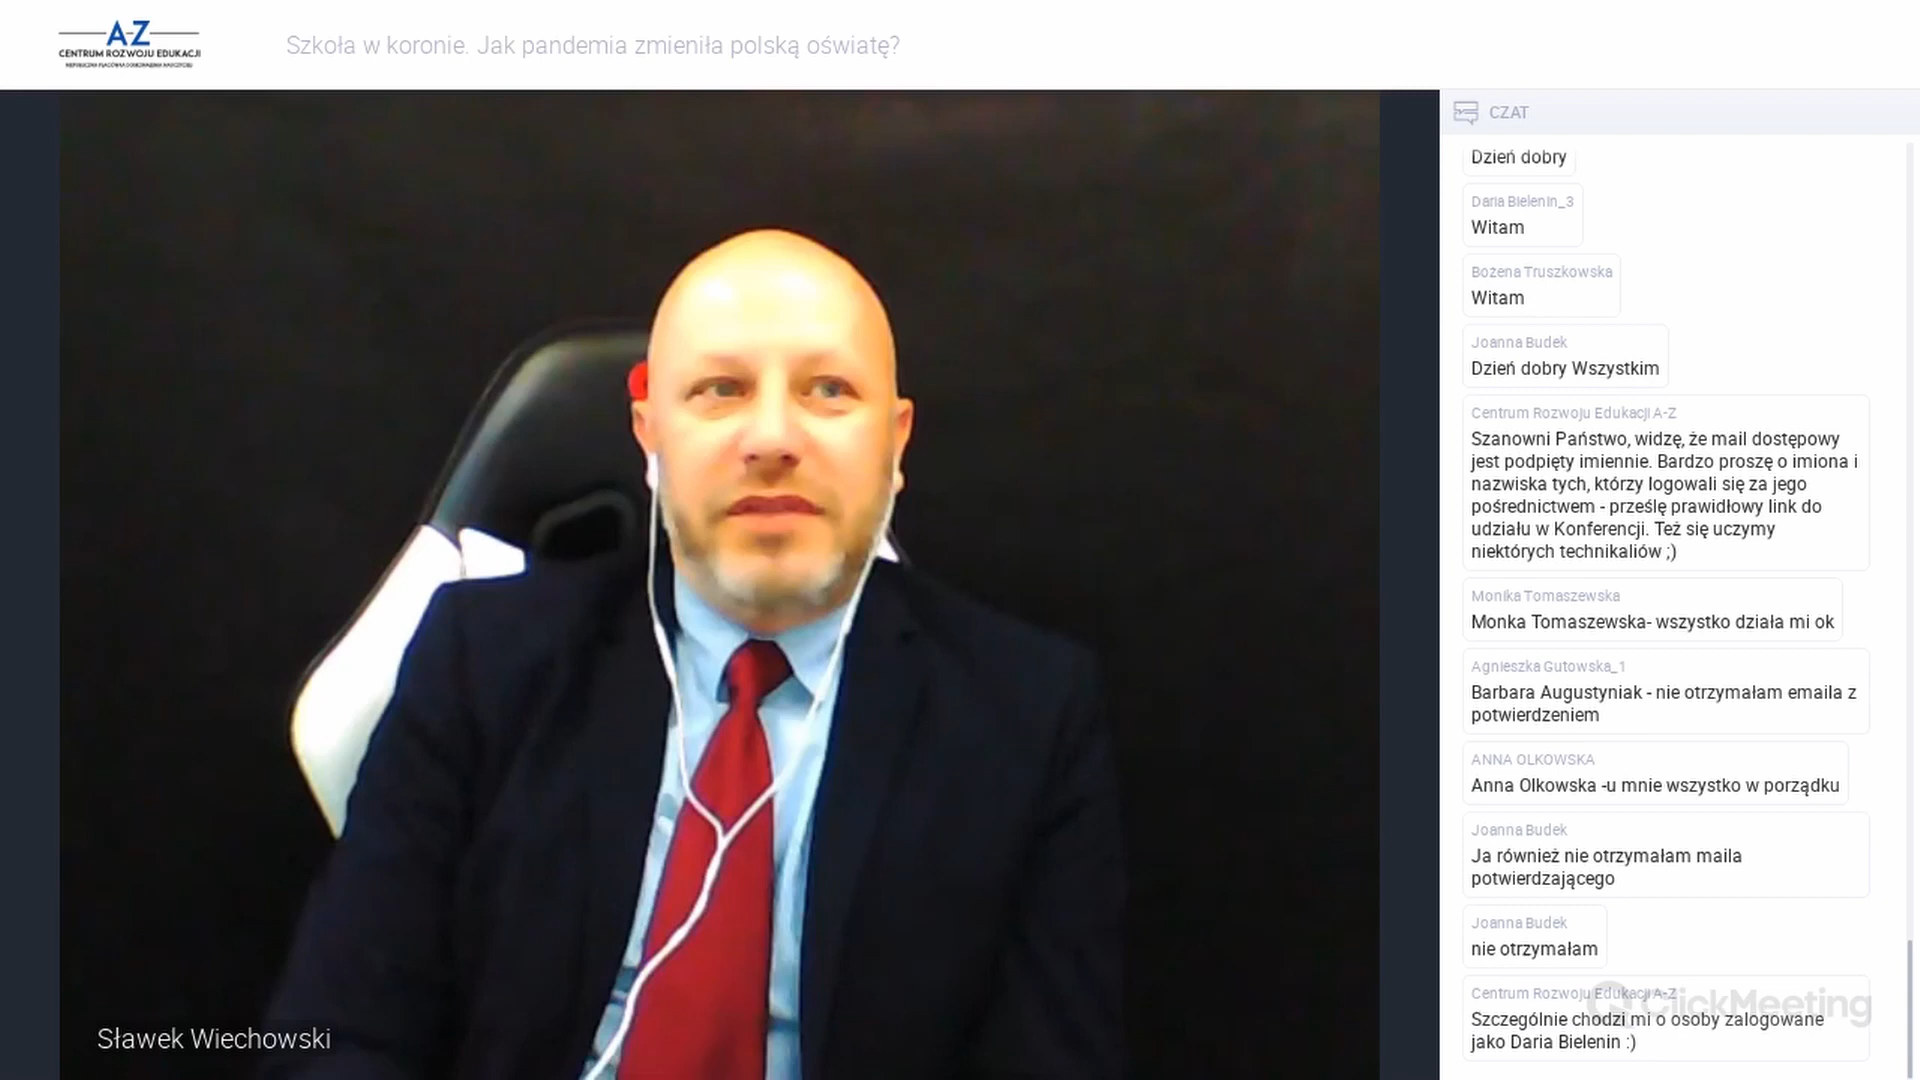 A-Z
CENTRUM ROZWOJU EDUKACJI
NIEPUBLICZNA PLACÓWKA DOSKONALENIA NAUCZYCIELI
Szkoła w koronie. Jak pandemia zmieniła polską oświatę?
CZAT
Dzień dobry
Daria Bielenin_3
Witam
Bożena Truszkowska
Witam
Joanna Budek
Dzień dobry Wszystkim
Centrum Rozwoju Edukacji A-Z
Szanowni Państwo, widzę, że mail dostępowy
jest podpięty imiennie. Bardzo proszę o imiona i
nazwiska tych, którzy logowali się za jego
pośrednictwem - prześlę prawidłowy link do
udziału w Konferencji. Też się uczymy
niektórych technikaliów ;)
Monika Tomaszewska
Monka Tomaszewska- wszystko działa mi ok
Agnieszka Gutowska_1
Barbara Augustyniak - nie otrzymałam emaila z
potwierdzeniem
ANNA OLKOWSKA
Anna Olkowska -u mnie wszystko w porządku
Joanna Budek
Ja również nie otrzymałam maila
potwierdzającego
Joanna Budek
nie otrzymałam
Centrum Rozwoju Edukacji A-Z
Szczególnie chodzi mi o osoby zalogowane
jako Daria Bielenin :)
ClickMeeting
Sławek Wiechowski